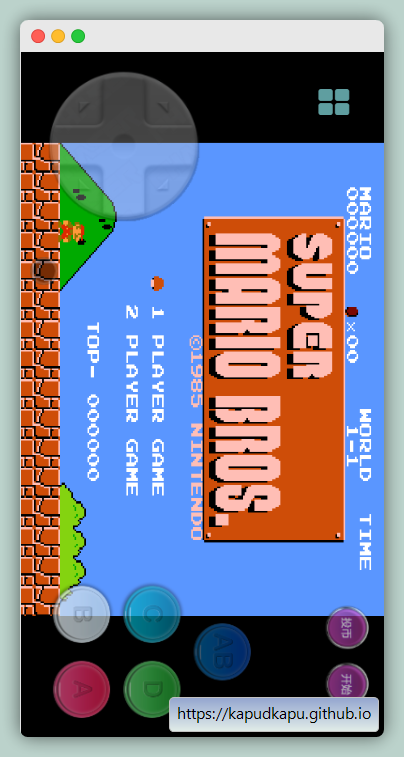 MARIO WORLD TIME
000000 ×00 1-1
SUPER
MARIO BROS.
©1985 NINTENDO
1 PLAYER GAME
2 PLAYER GAME
TOP- 000000
投币
开始
AB
C
D
B
A
https://kapudkapu.github.io